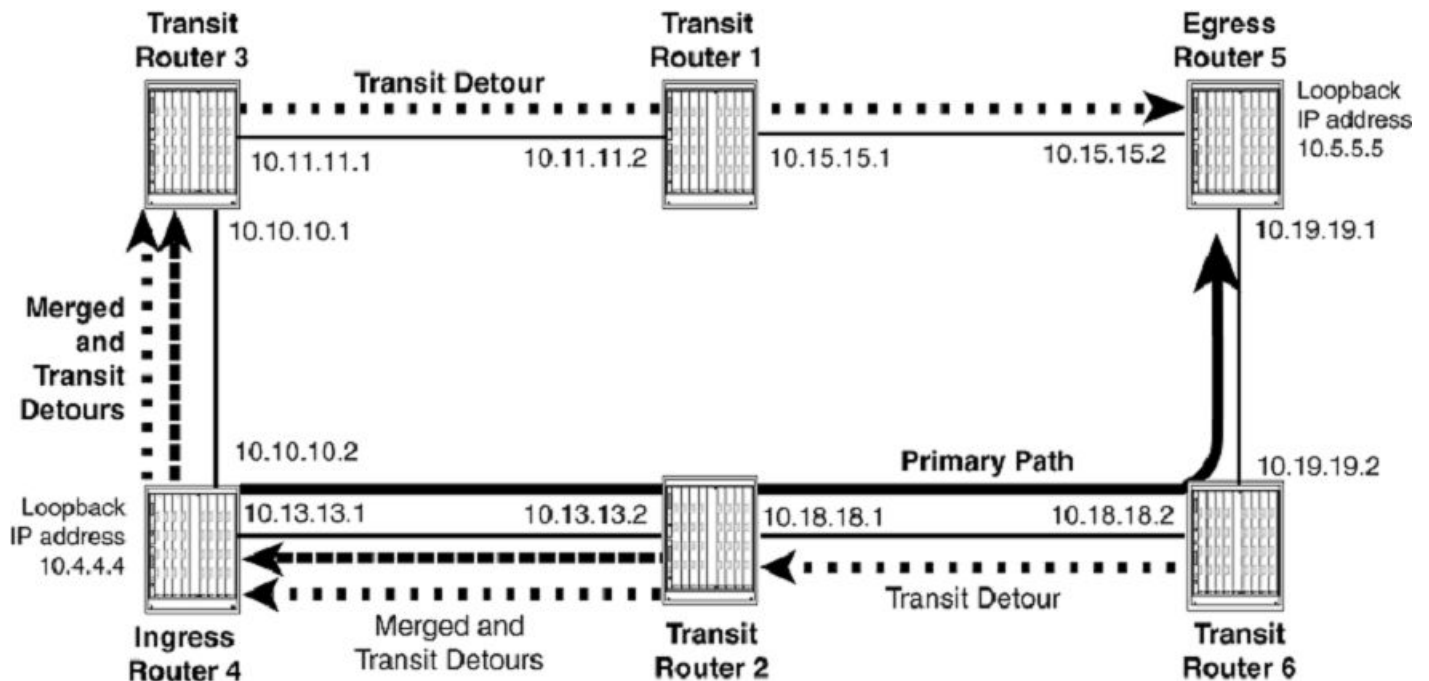 Transit
Router 3
Transit
Router 1
Egress
Router 5
Transit Detour
Loopback
IP address
10.5.5.5
10.11.11.1
10.11.11.2
10.15.15.1
10.15.15.2
10.10.10.1
10.19.19.1
Merged
and
Transit
Detours
10.10.10.2
Primary Path
10.19.19.2
Loopback
IP address
10.4.4.4
10.13.13.1
10.13.13.2
10.18.18.1
10.18.18.2
Transit Detour
Ingress
Router 4
Merged and
Transit Detours
Transit
Router 2
Transit
Router 6